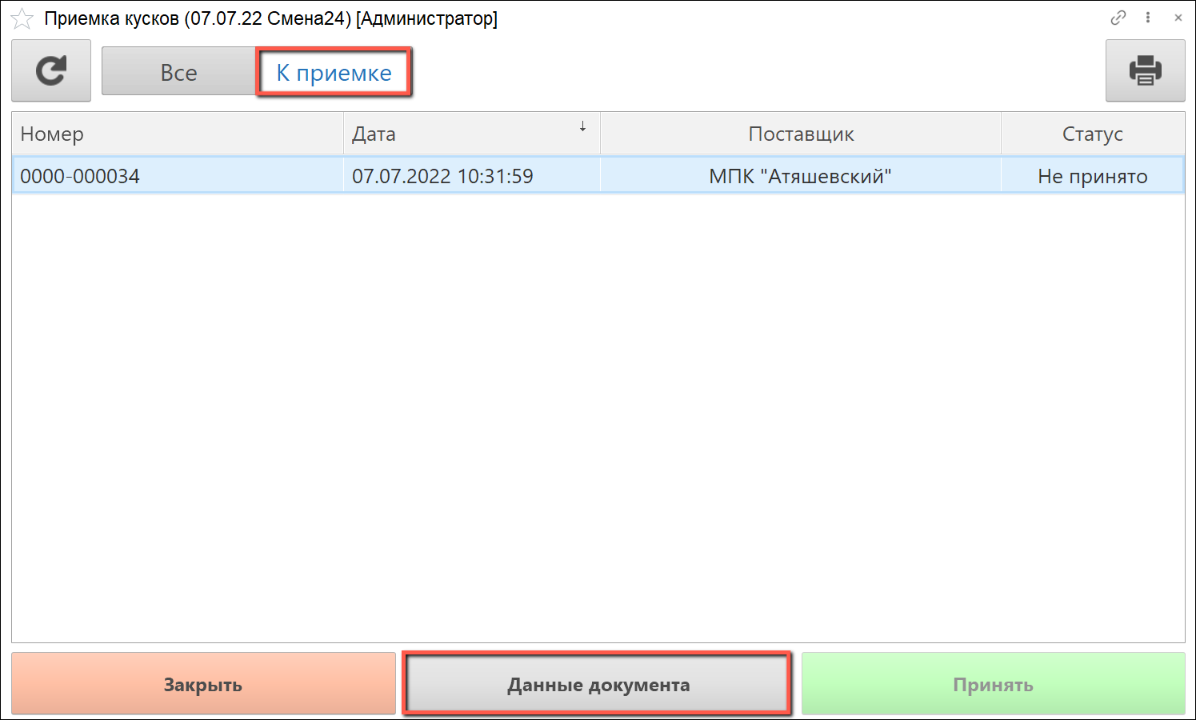 Приемка кусков (07.07.22 Смена24) [Администратор]
Все К приемке
Номер Дата ↓ Поставщик Статус
0000-000034 07.07.2022 10:31:59 МПК "Атяшевский" Не принято
Закрыть Данные документа Принять